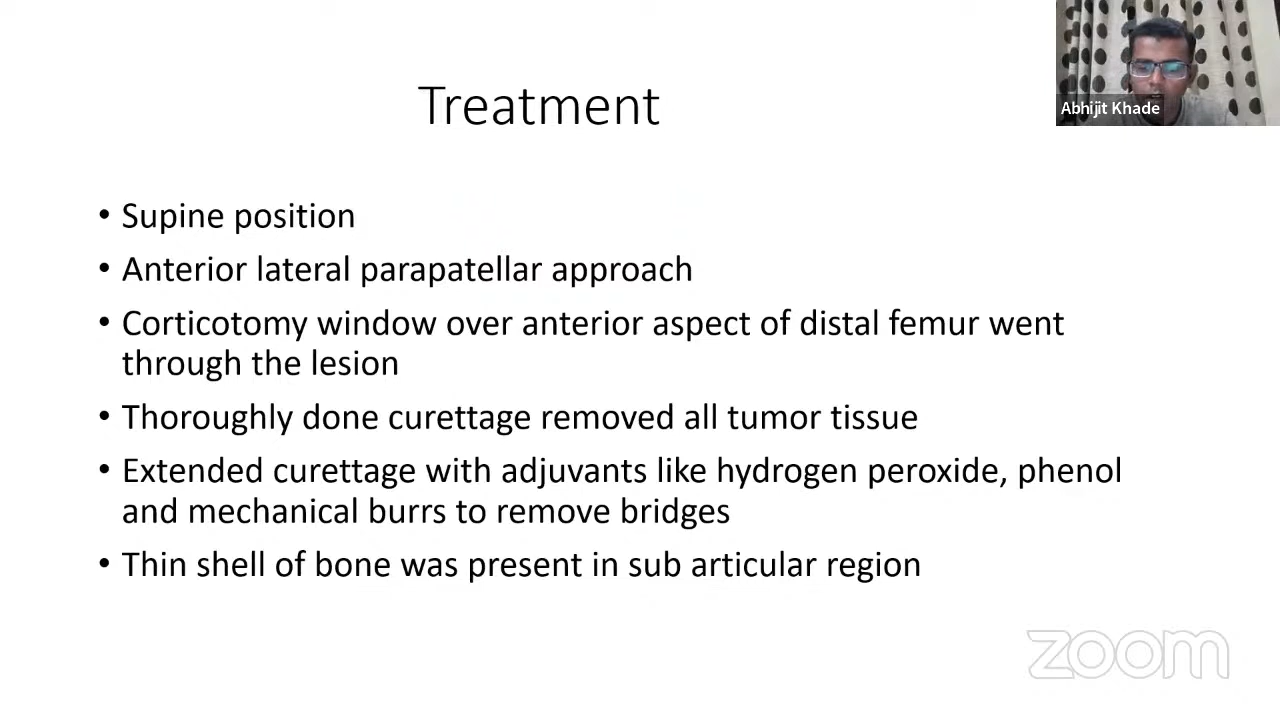 Abhijit Khade
Treatment
• Supine position
• Anterior lateral parapatellar approach
• Corticotomy window over anterior aspect of distal femur went
through the lesion
• Thoroughly done curettage removed all tumor tissue
• Extended curettage with adjuvants like hydrogen peroxide, phenol
and mechanical burrs to remove bridges
• Thin shell of bone was present in sub articular region
zoom